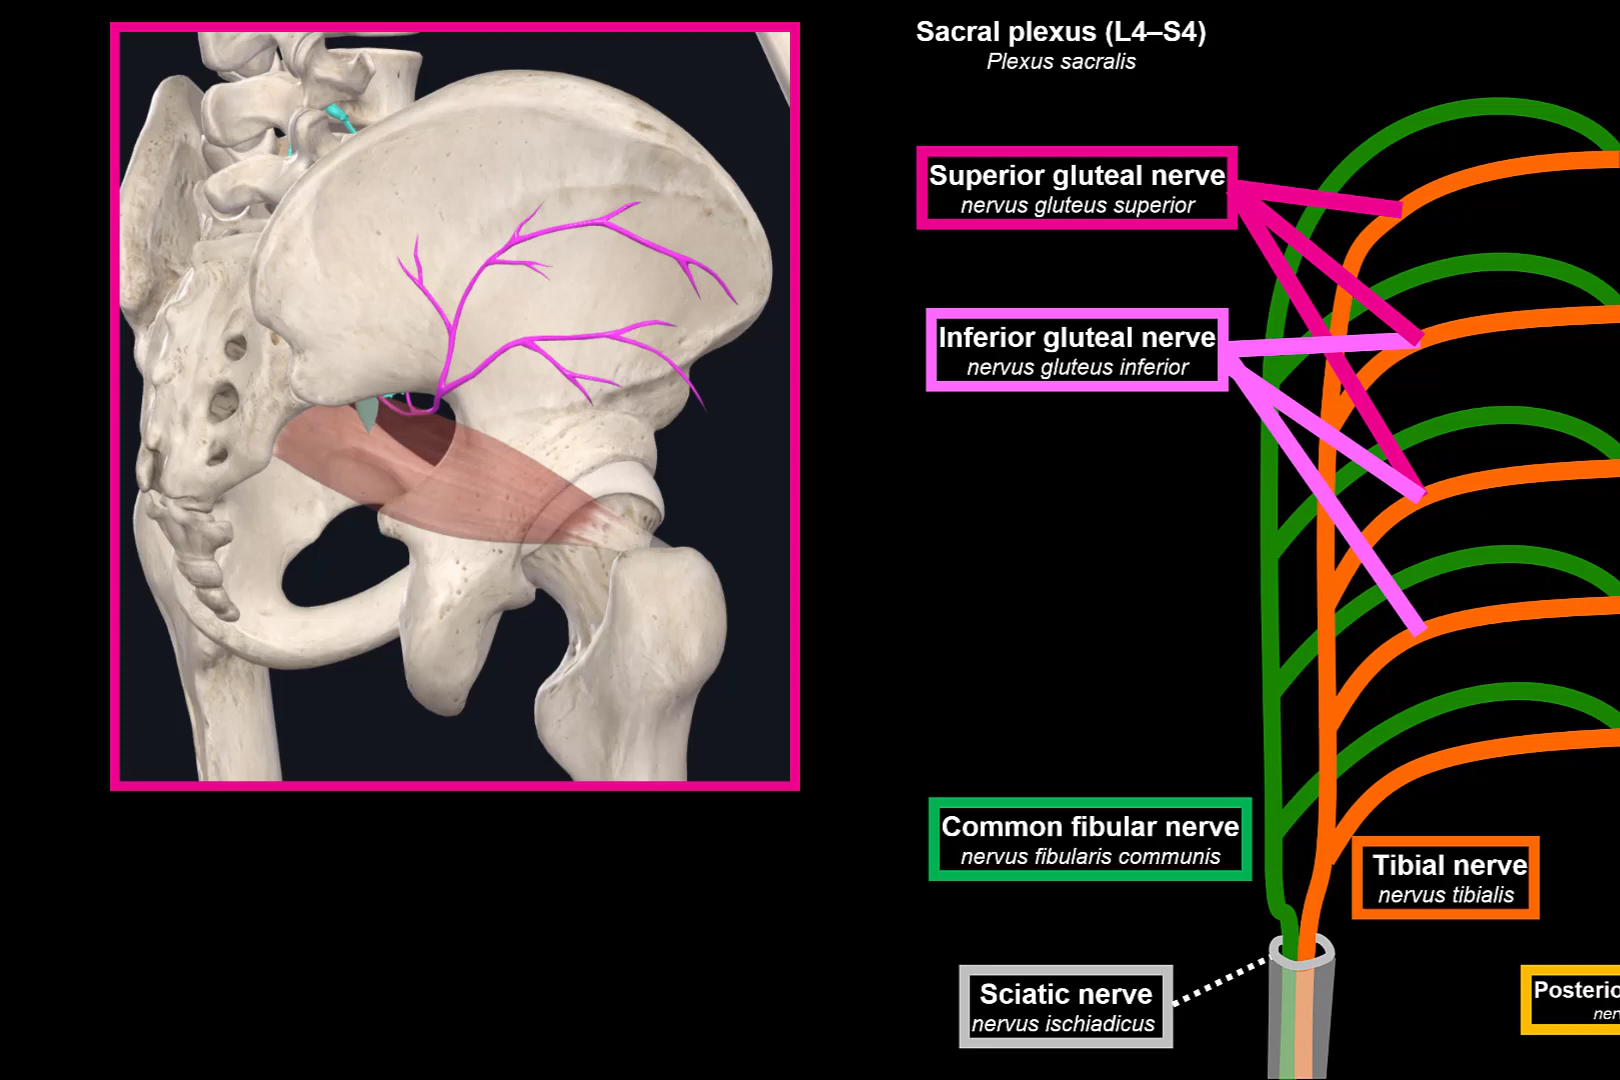 Sacral plexus (L4–S4)
Plexus sacralis
Superior gluteal nerve
nervus gluteus superior
Inferior gluteal nerve
nervus gluteus inferior
Common fibular nerve
nervus fibularis communis
Tibial nerve
nervus tibialis
Sciatic nerve
nervus ischiadicus